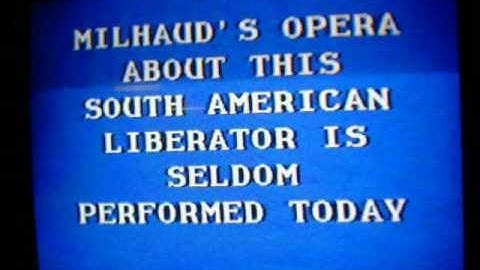 MILHAUD'S OPERA
ABOUT THIS
SOUTH AMERICAN
LIBERATOR IS
SELDOM
PERFORMED TODAY